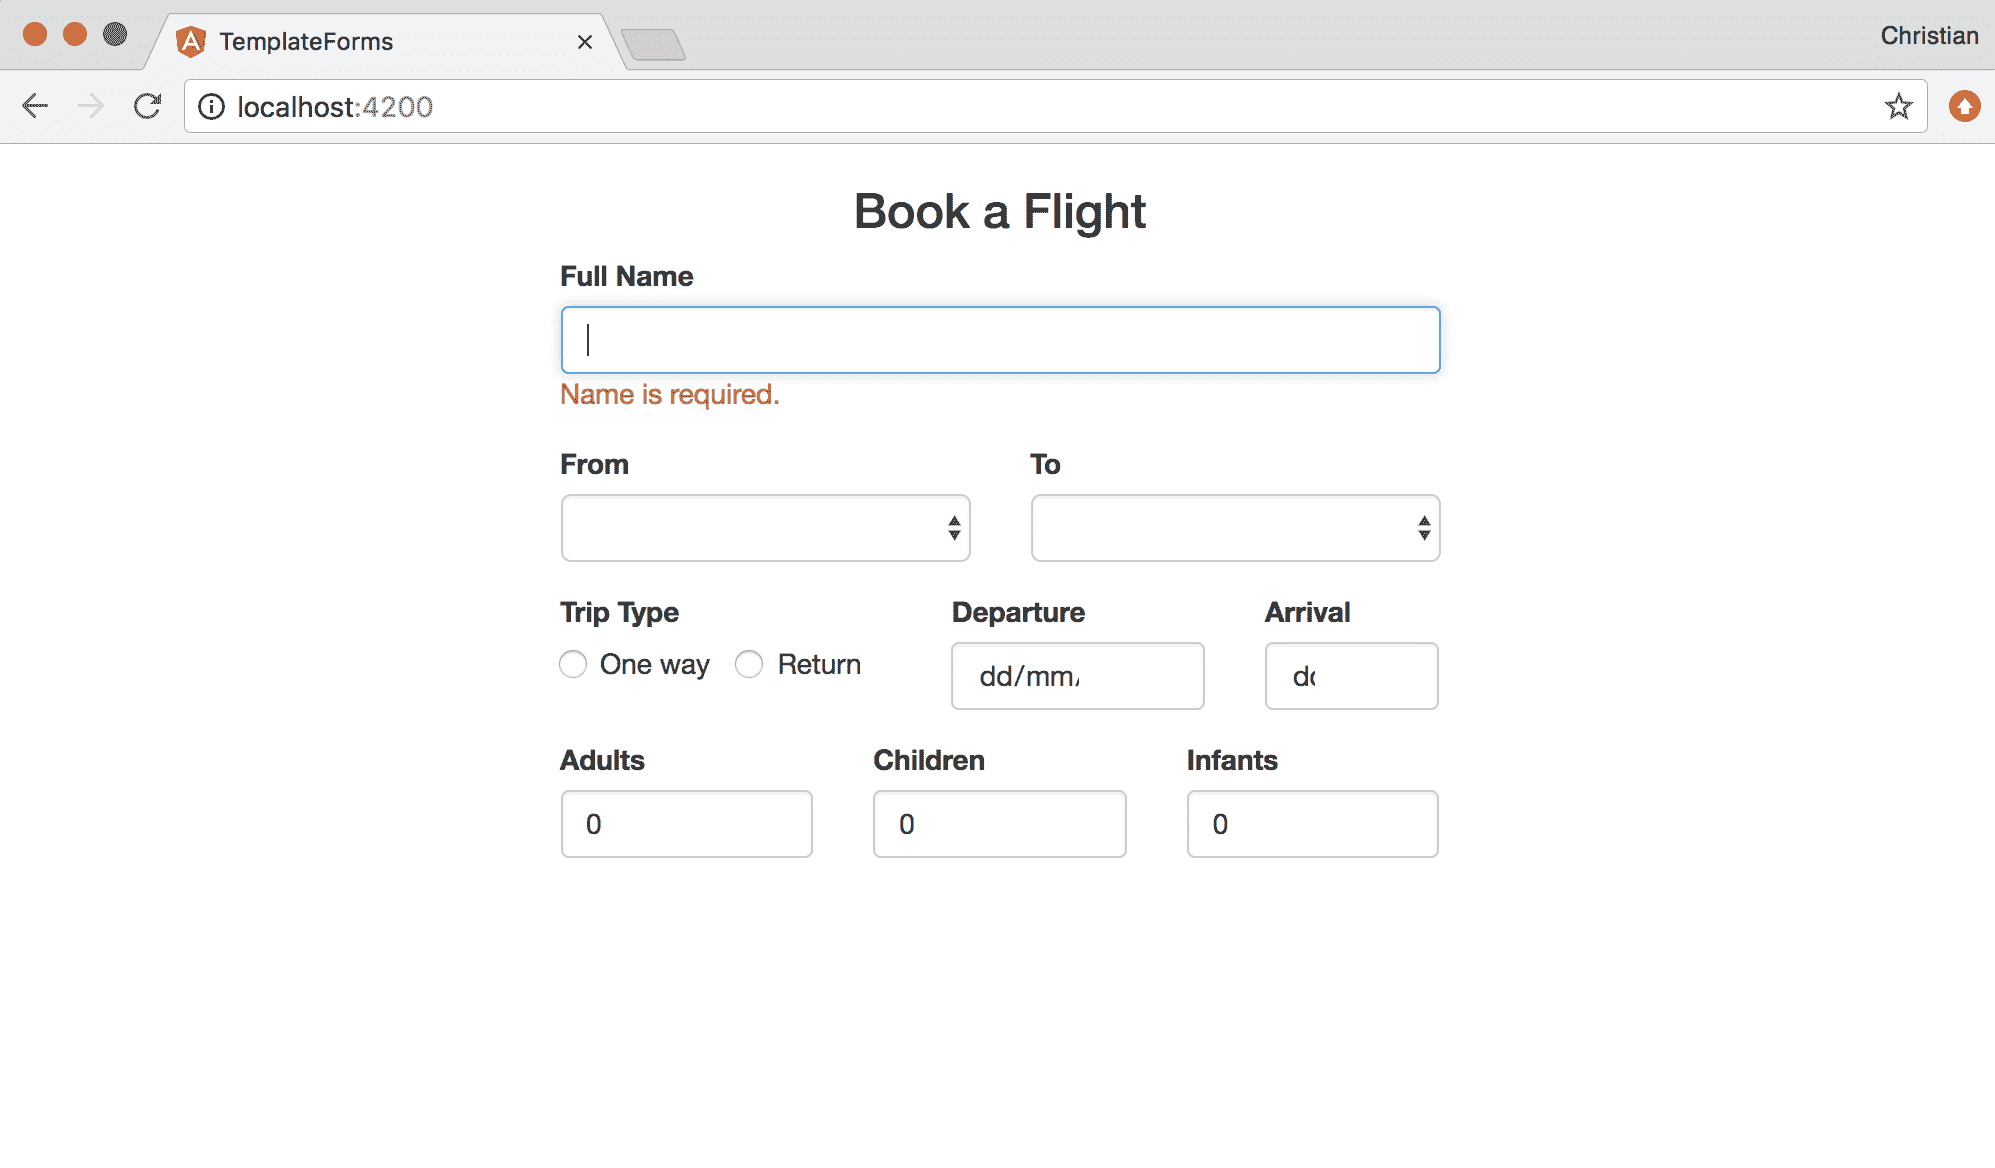 TemplateForms
Christian
localhost:4200
Book a Flight
Full Name
Name is required.
From To
Trip Type Departure Arrival
One way Return dd/mm/
Adults Children Infants
0 0 0